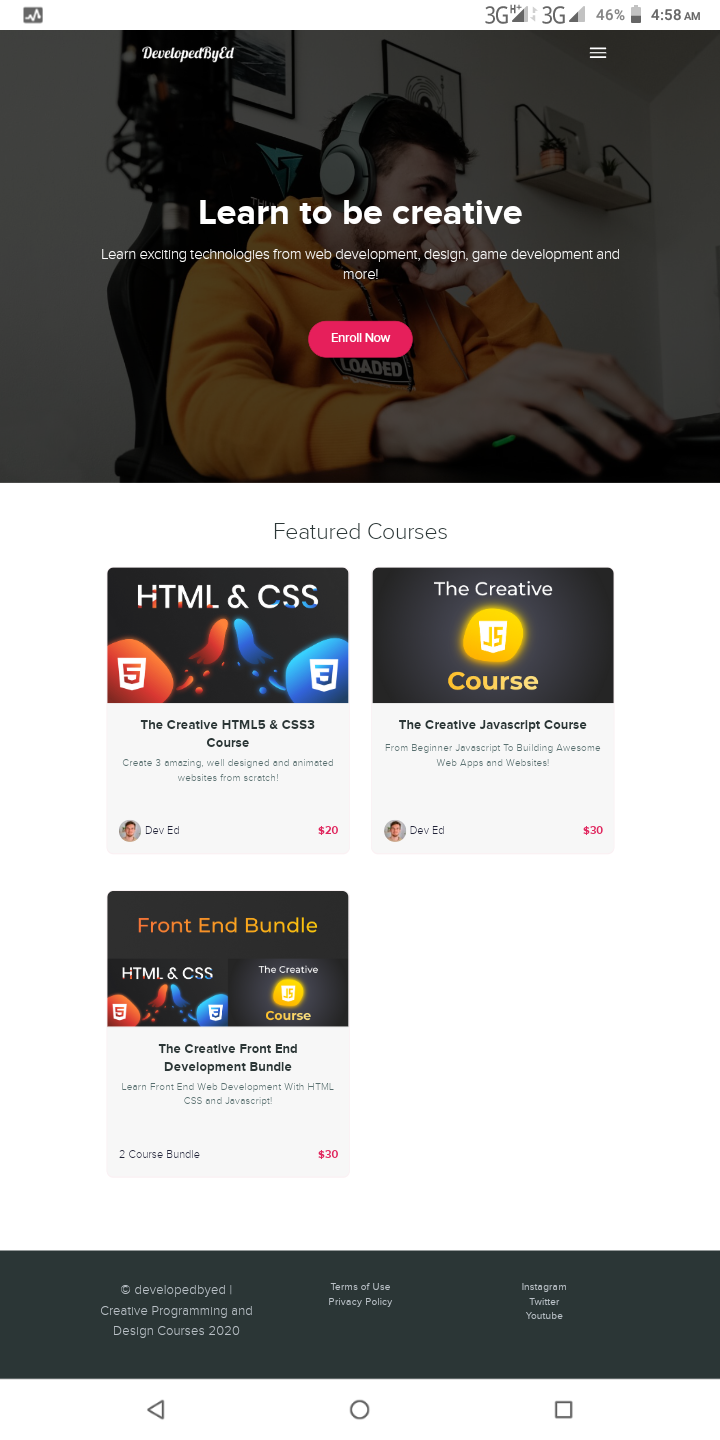 3G H+ 3G 46% 4:58 AM
DevelopedByEd
Learn to be creative
Learn exciting technologies from web development, design, game development and
more!
Enroll Now
LOADED
Featured Courses
HTML & CSS
5
3
The Creative HTML5 & CSS3
Course
Create 3 amazing, well designed and animated
websites from scratch!
Dev Ed
$20
The Creative
JS
Course
The Creative Javascript Course
From Beginner Javascript To Building Awesome
Web Apps and Websites!
Dev Ed
$30
Front End Bundle
HTML & CSS
5
3
The Creative
JS
Course
The Creative Front End
Development Bundle
Learn Front End Web Development With HTML
CSS and Javascript!
2 Course Bundle
$30
© developedbyed |
Creative Programming and
Design Courses 2020
Terms of Use
Privacy Policy
Instagram
Twitter
Youtube